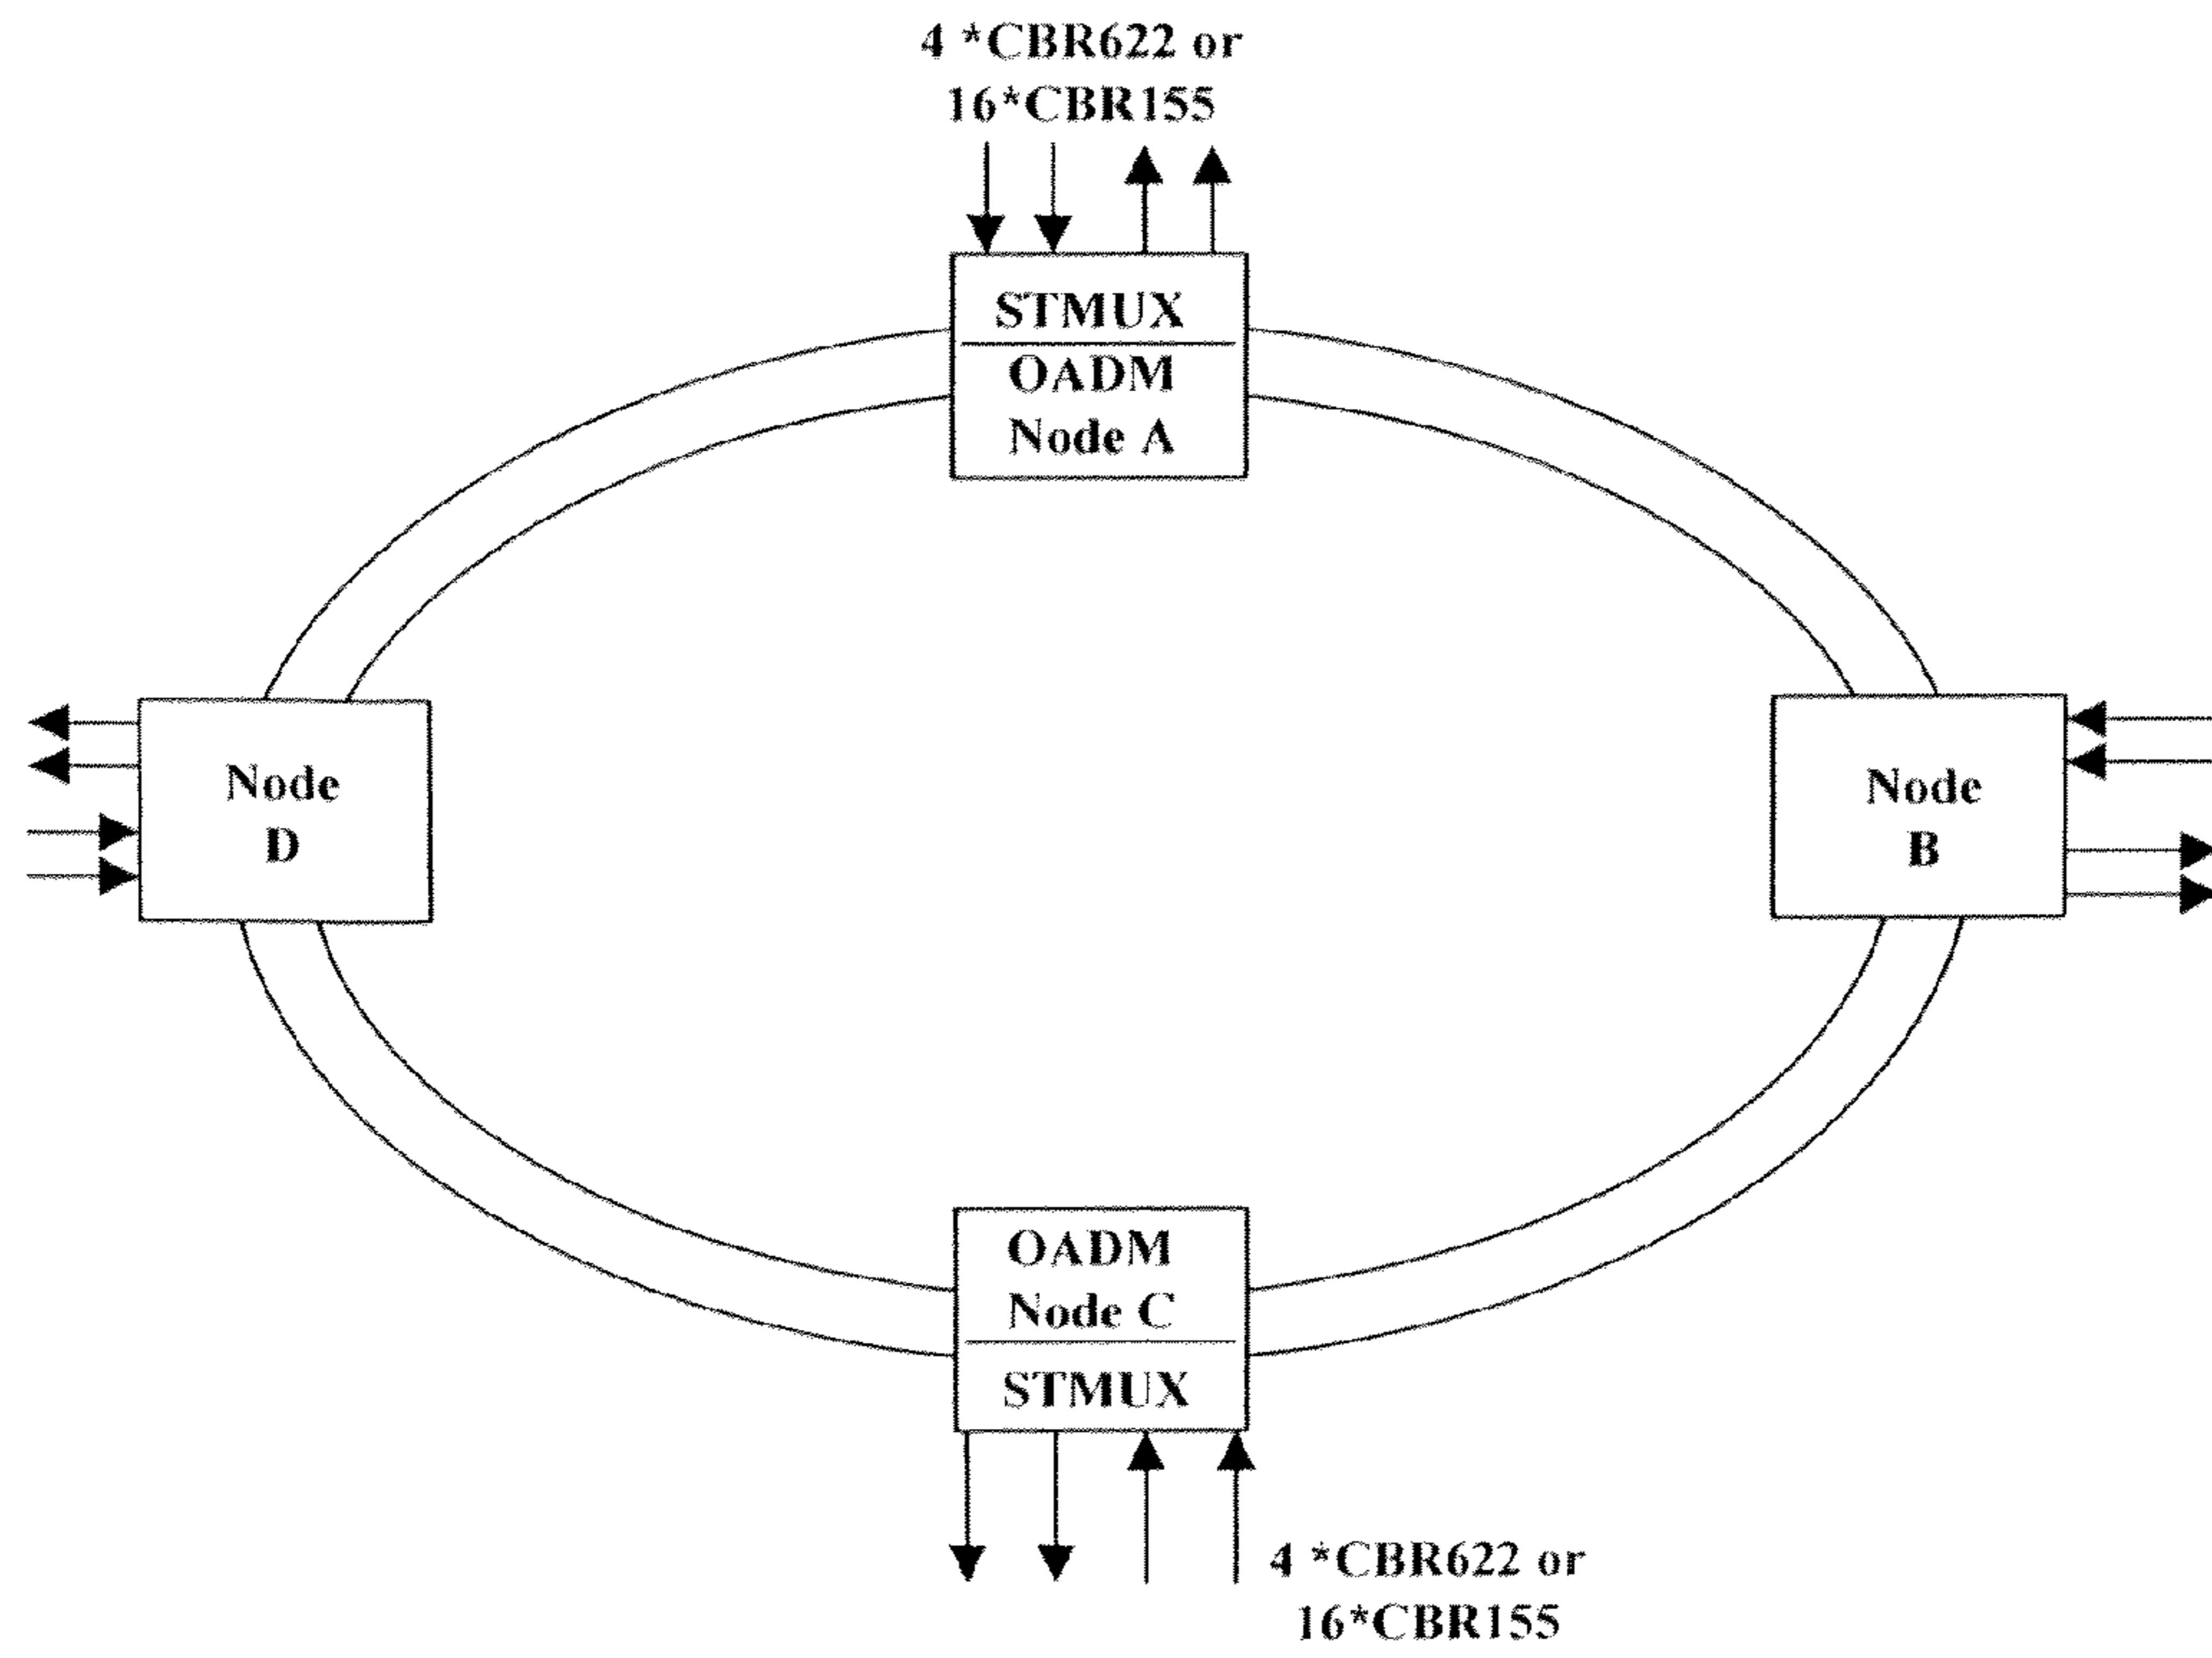 4 *CBR622 or
16*CBR155
STMUX
OADM
Node A
Node
D
Node
B
OADM
Node C
STMUX
4 *CBR622 or
16*CBR155